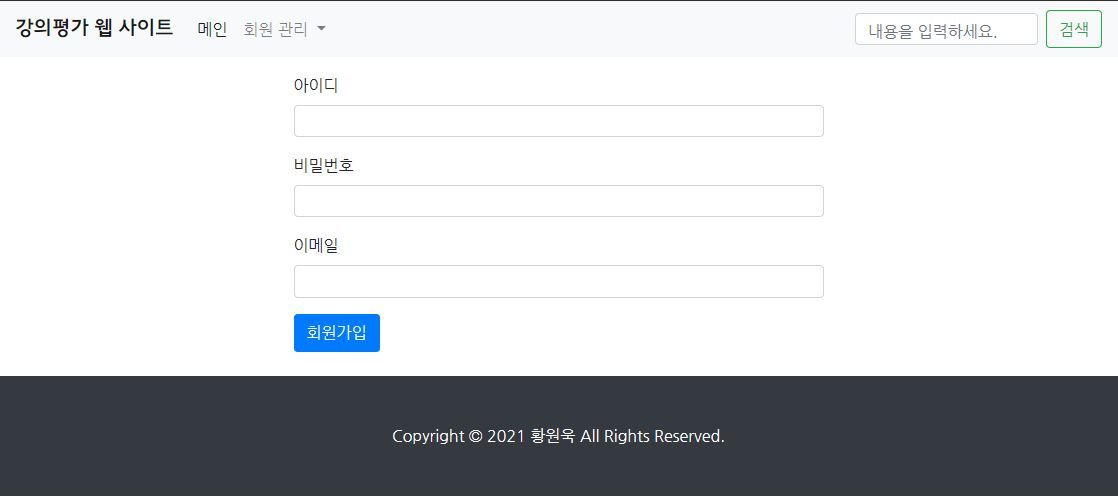 강의평가 웹 사이트 메인 회원 관리 내용을 입력하세요. 검색
아이디
비밀번호
이메일
회원가입
Copyright © 2021 황원욱 All Rights Reserved.